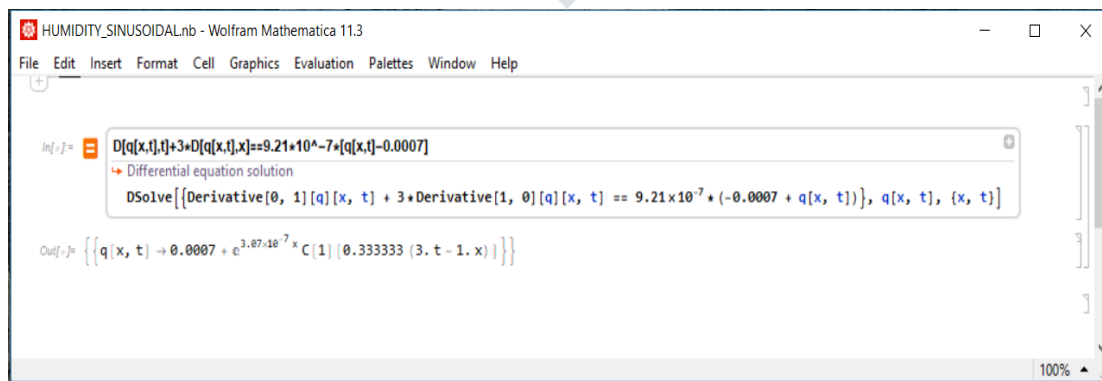 HUMIDITY_SINUSOIDAL.nb - Wolfram Mathematica 11.3
File Edit Insert Format Cell Graphics Evaluation Palettes Window Help
In[∘]:= D[q[x,t],t]+3*D[q[x,t],x]==9.21*10^-7*[q[x,t]-0.0007]
Differential equation solution
DSolve[{Derivative[0, 1][q][x, t] + 3*Derivative[1, 0][q][x, t] == 9.21×10⁻⁷ * (-0.0007 + q[x, t])}, q[x, t], {x, t}]
Out[∘]= {{q[x, t] → 0.0007 + e^(3.07×10⁻⁷ x) C[1][0.333333 (3. t - 1. x)]}}
100%